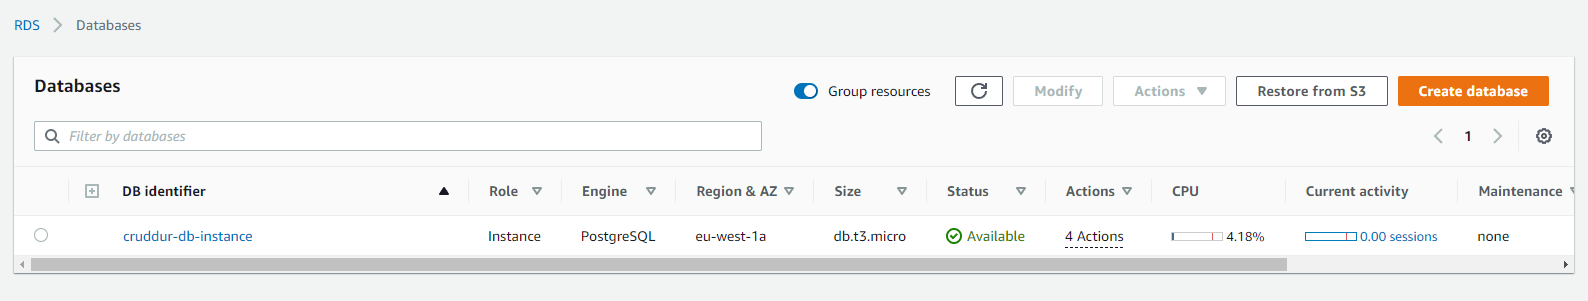 RDS > Databases
Databases
Group resources Modify Actions Restore from S3 Create database
Filter by databases
1
DB identifier Role Engine Region & AZ Size Status Actions CPU Current activity Maintenance
cruddur-db-instance Instance PostgreSQL eu-west-1a db.t3.micro Available 4 Actions 4.18% 0.00 sessions none